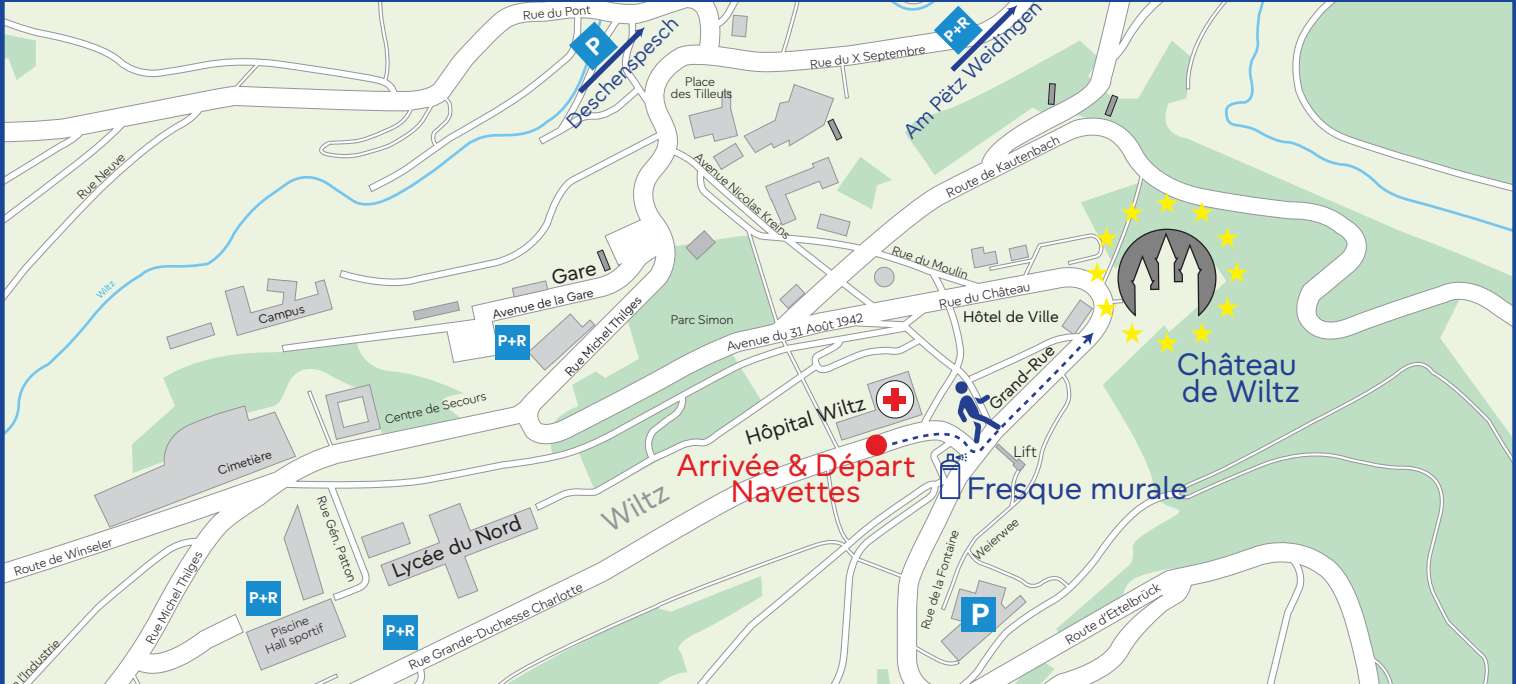 Rue du Pont
P
Deschenspesch
P+R
Am Pëtz Weidingen
Rue du X Septembre
Place
des Tilleuls
Rue Neuve
Avenue Nicolas Kreins
Route de Kautenbach
Wiltz
Gare
Avenue de la Gare
Campus
P+R
Rue Michel Thilges
Parc Simon
Rue du Moulin
Rue du Château
Avenue du 31 Août 1942
Hôtel de Ville
Château
de Wiltz
Grand-Rue
Centre de Secours
Hôpital Wiltz
Cimetière
Arrivée & Départ
Navettes
Lift
Fresque murale
Wiltz
Lycée du Nord
Rue Gén. Patton
Route de Winseler
Rue Michel Thilges
Weierwee
Rue de la Fontaine
P
P+R
P+R
Piscine
Hall sportif
Rue Grande-Duchesse Charlotte
Route d'Ettelbrück
l'Industrie